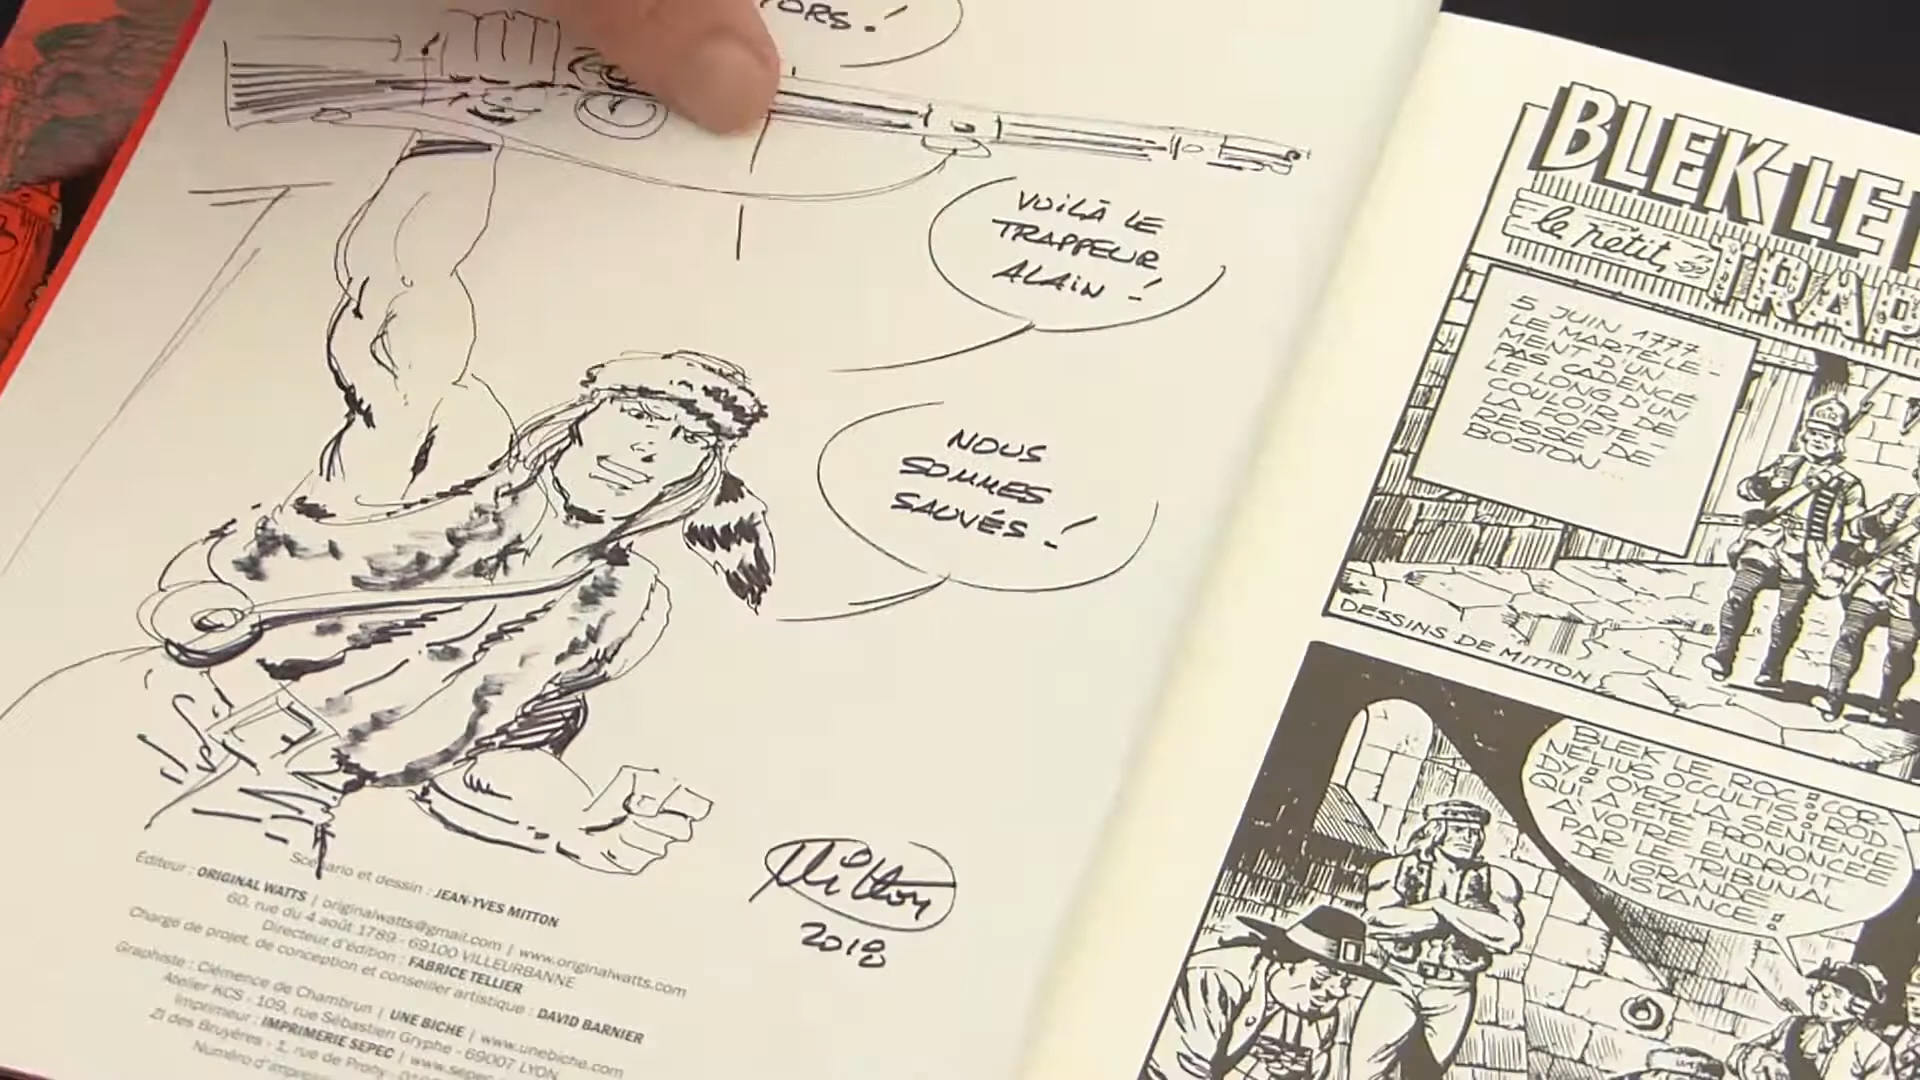 TORS.!
VOILÀ LE
TRAPPEUR
ALAIN !
NOUS
SOMMES
SAUVÉS.!
Mitton
2018
Scénario et dessin : JEAN-YVES MITTON
Éditeur : ORIGINAL WATTS | originalwatts@gmail.com | www.originalwatts.com
60, rue du 4 août 1789 - 69100 VILLEURBANNE
Directeur d'édition : FABRICE TELLIER
Charge de projet, de conception et conseiller artistique : DAVID BARNIER
Graphiste : Clémence de Chambrun | UNE BICHE | www.unebiche.com
Atelier KCS - 109, rue Sébastien Gryphe - 69007 LYON
Imprimeur : IMPRIMERIE SEPEC | www.sepec
ZI des Bruyères - 1, rue de Prony
Numéro d'impres
BLEK LE
le petit
TRAP
5 JUIN 1777...
LE MARTELLE-
MENT D'UN
PAS CADENCÉ
LE LONG D'UN
COULOIR DE
LA FORTE-
RESSE DE
BOSTON...
DESSINS DE MITTON
BLEK LE ROC, COR-
NÉLIUS OCCULTIS, ROD-
DY, OYEZ LA SENTENCE
QUI A ÉTÉ PRONONCÉE
À VOTRE ENDROIT
PAR LE TRIBUNAL
DE GRANDE
INSTANCE :